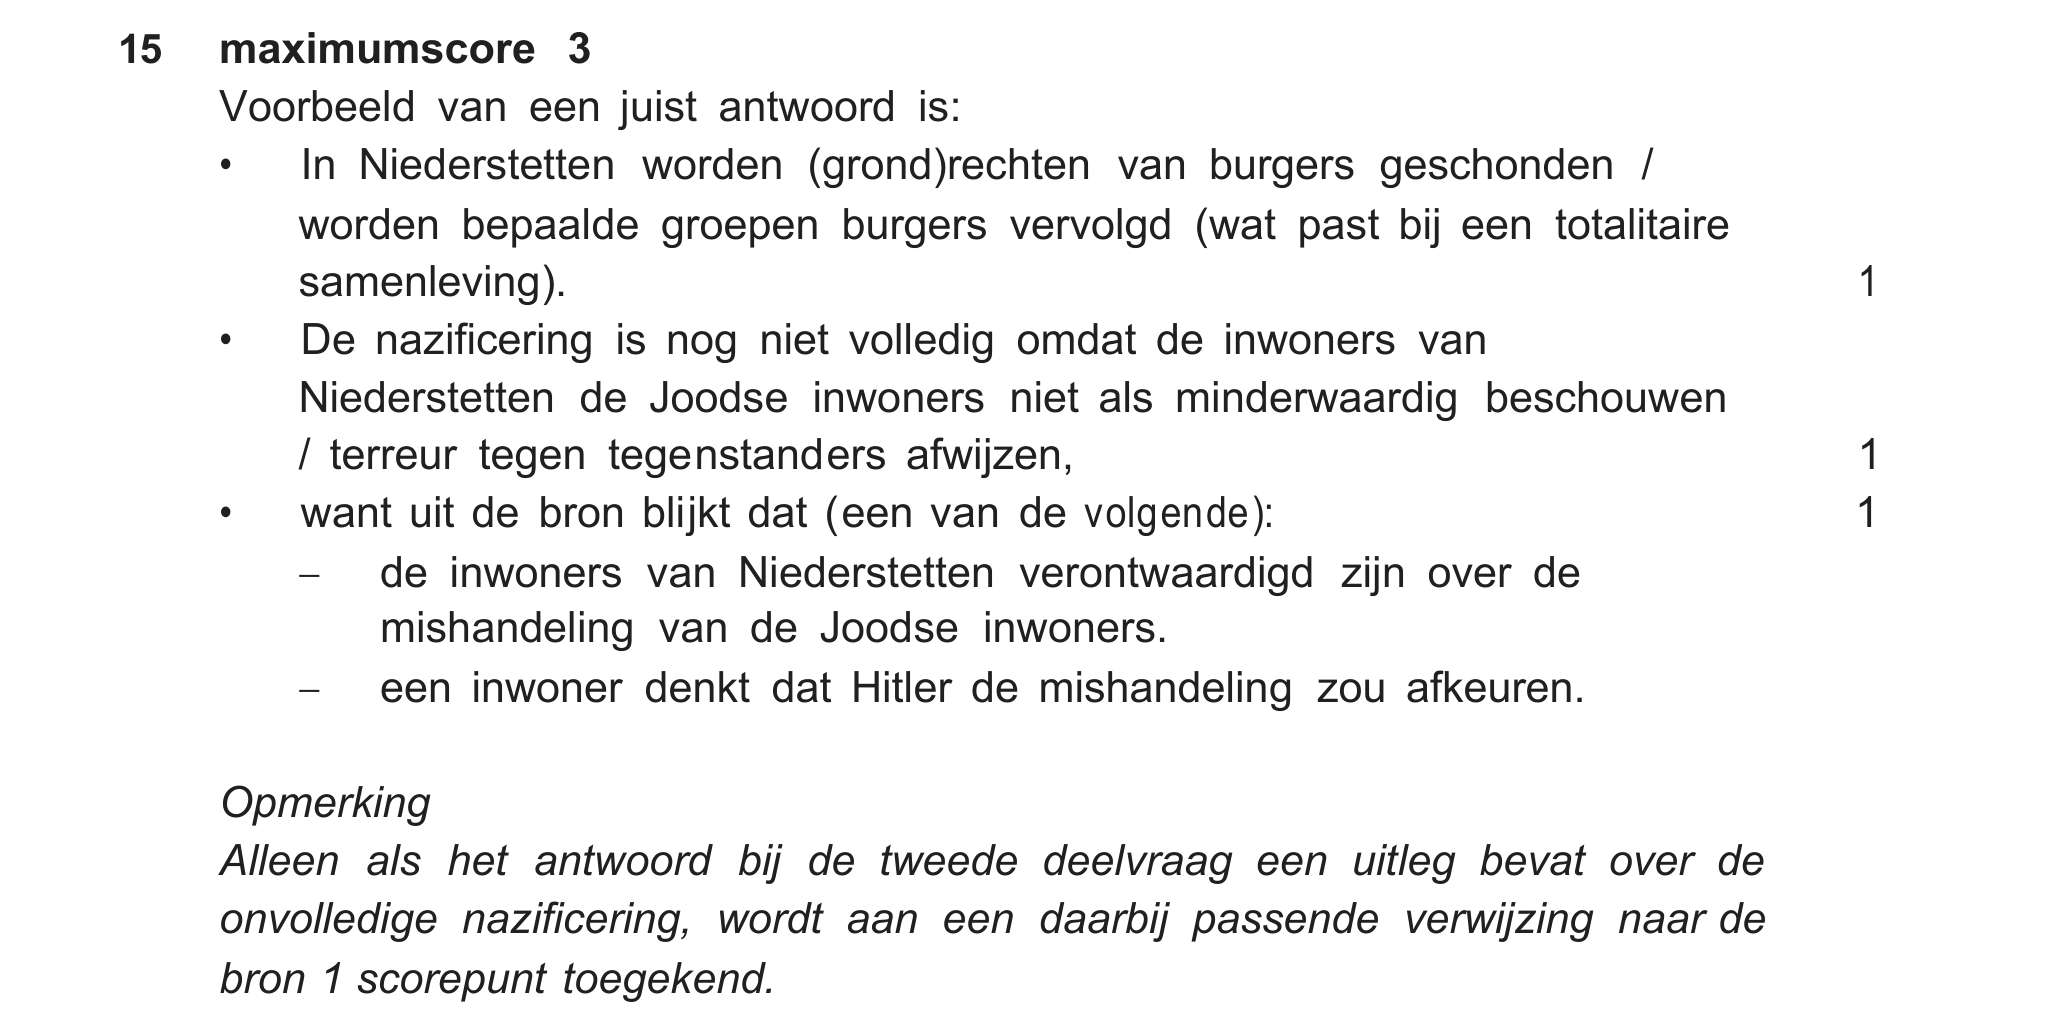 15 maximumscore 3
Voorbeeld van een juist antwoord is:
• In Niederstetten worden (grond)rechten van burgers geschonden /
worden bepaalde groepen burgers vervolgd (wat past bij een totalitaire
samenleving). 1
• De nazificering is nog niet volledig omdat de inwoners van
Niederstetten de Joodse inwoners niet als minderwaardig beschouwen
/ terreur tegen tegenstanders afwijzen, 1
• want uit de bron blijkt dat (een van de volgende): 1
– de inwoners van Niederstetten verontwaardigd zijn over de
mishandeling van de Joodse inwoners.
– een inwoner denkt dat Hitler de mishandeling zou afkeuren.
Opmerking
Alleen als het antwoord bij de tweede deelvraag een uitleg bevat over de
onvolledige nazificering, wordt aan een daarbij passende verwijzing naar de
bron 1 scorepunt toegekend.